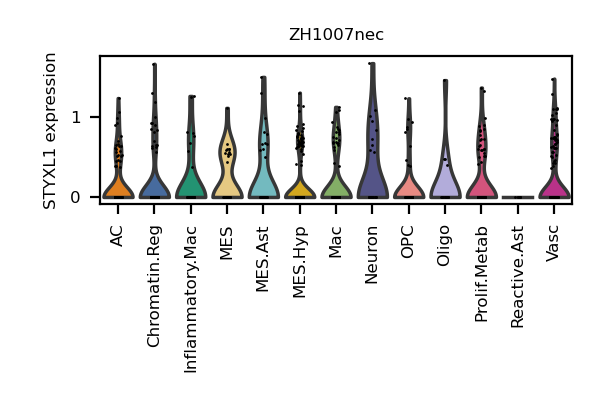 ZH1007nec
STYXL1 expression
1
0
AC
Chromatin.Reg
Inflammatory.Mac
MES
MES.Ast
MES.Hyp
Mac
Neuron
OPC
Oligo
Prolif.Metab
Reactive.Ast
Vasc